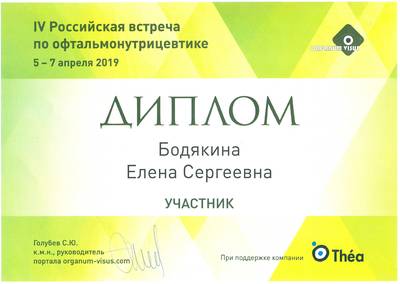 IV Российская встреча
по офтальмонутрицевтике
5 – 7 апреля 2019
ORGANUM VISUS
ДИПЛОМ
Бодякина
Елена Сергеевна
УЧАСТНИК
Голубев С.Ю.
к.м.н., руководитель
портала organum-visus.com
При поддержке компании
Théa